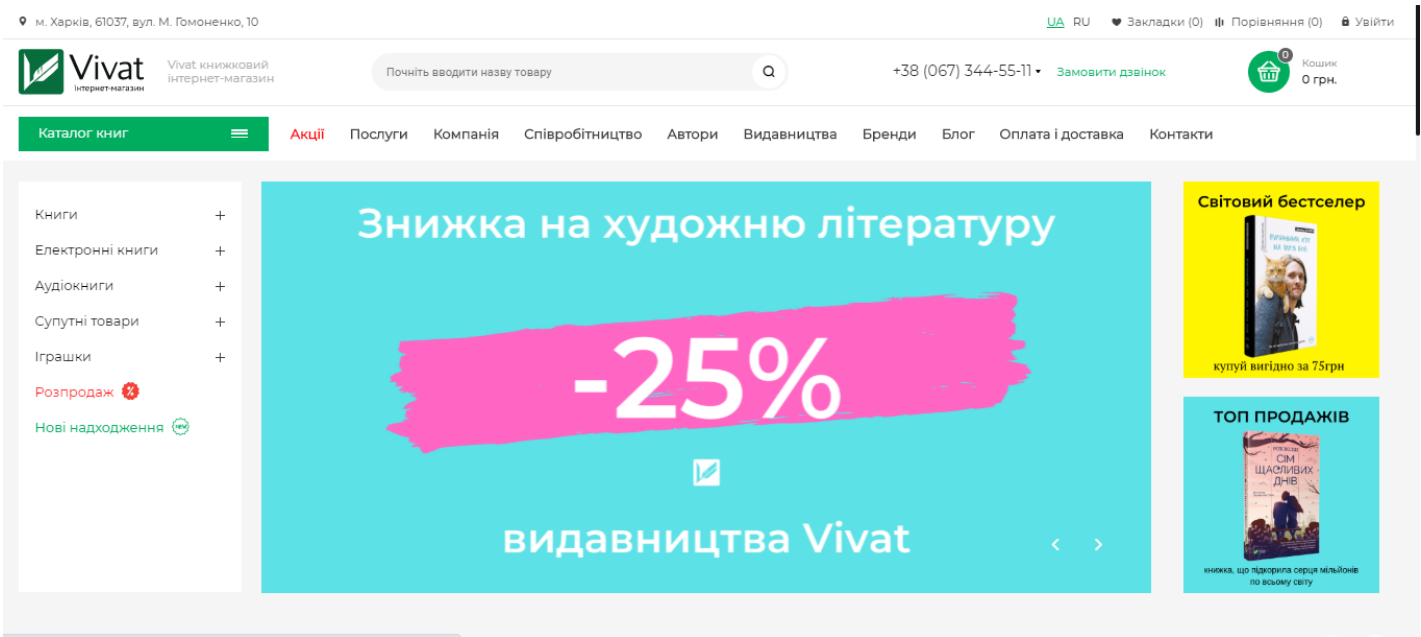 м. Харків, 61037, вул. М. Гомоненко, 10
UA RU Закладки (0) Порівняння (0) Увійти
Vivat
інтернет-магазин
Vivat книжковий
інтернет-магазин
Почніть вводити назву товару
+38 (067) 344-55-11
Замовити дзвінок
0
Кошик
0 грн.
Каталог книг
Акції Послуги Компанія Співробітництво Автори Видавництва Бренди Блог Оплата і доставка Контакти
Книги
Електронні книги
Аудіокниги
Супутні товари
Іграшки
Розпродаж
Нові надходження
NEW
Знижка на художню літературу
-25%
видавництва Vivat
Світовий бестселер
купуй вигідно за 75грн
ТОП ПРОДАЖІВ
СІМ
ЩАСЛИВИХ
ДНІВ
книжка, що підкорила серця мільйонів
по всьому світу